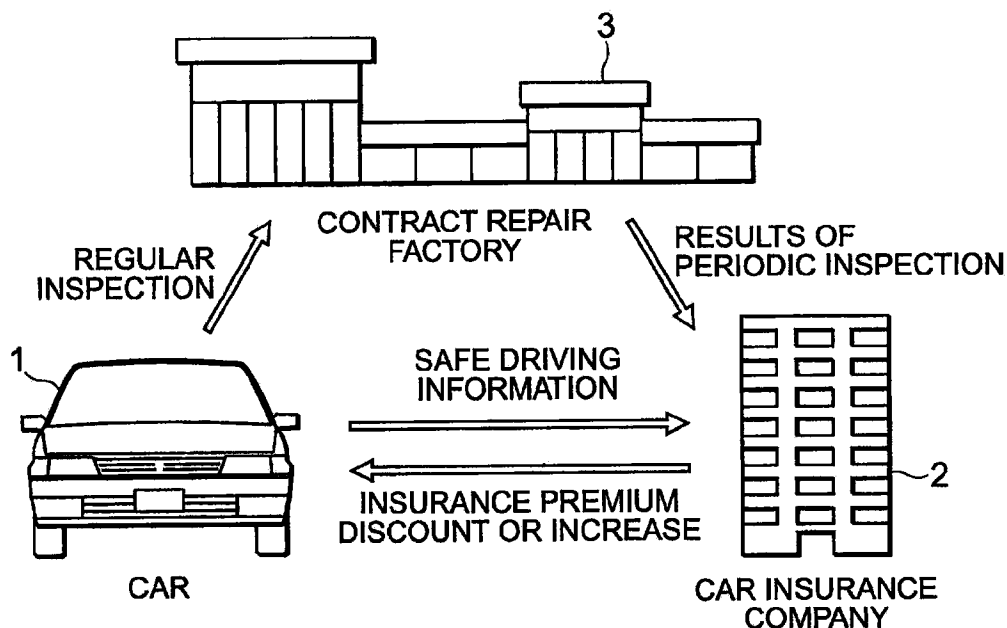 3
CONTRACT REPAIR
FACTORY
REGULAR
INSPECTION
RESULTS OF
PERIODIC INSPECTION
1
SAFE DRIVING
INFORMATION
INSURANCE PREMIUM
DISCOUNT OR INCREASE
2
CAR
CAR INSURANCE
COMPANY